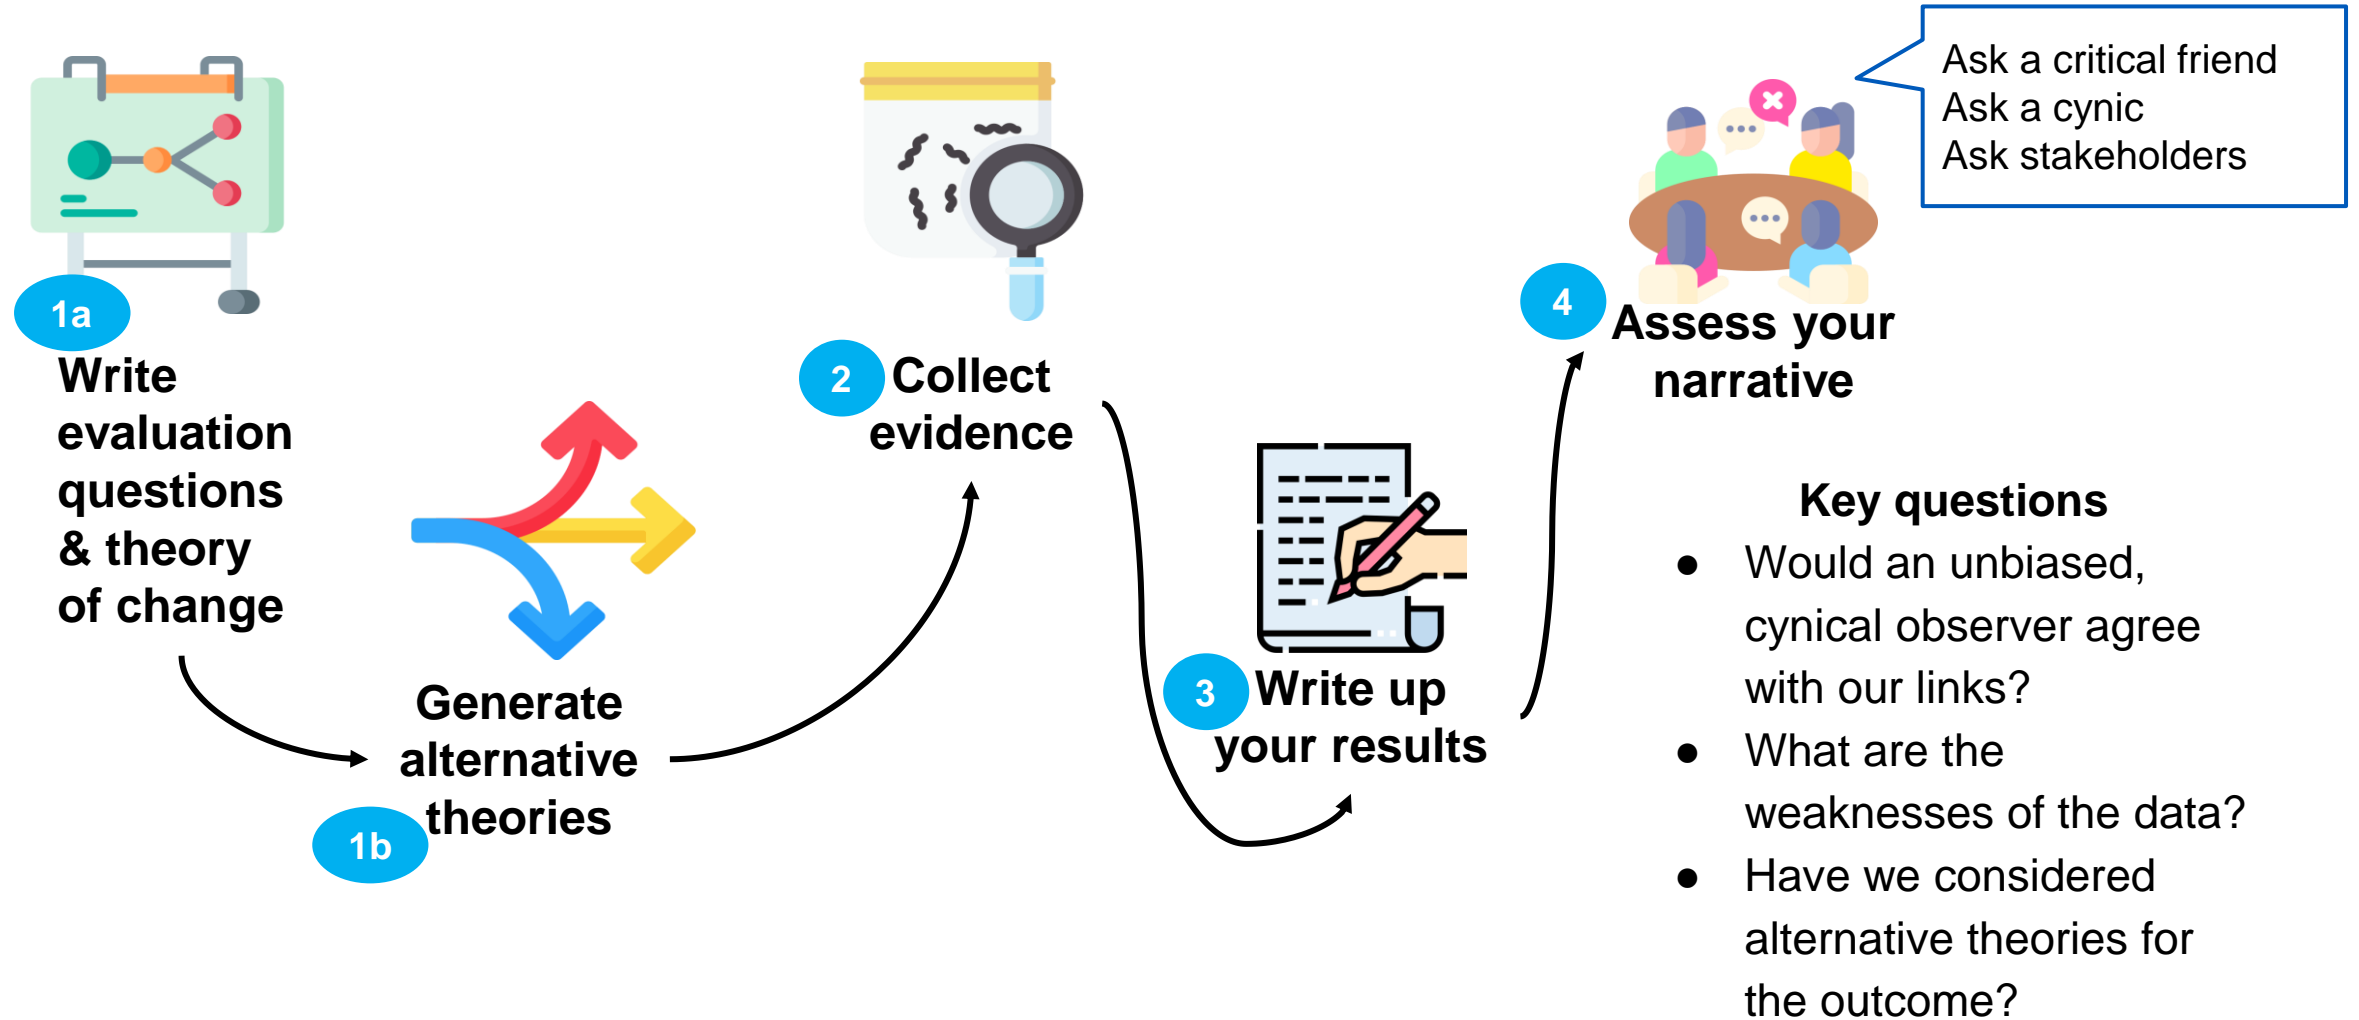 1a
Write
evaluation
questions
& theory
of change
Generate
alternative
theories
1b
2
Collect
evidence
3
Write up
your results
4
Assess your
narrative
Ask a critical friend
Ask a cynic
Ask stakeholders
Key questions
● Would an unbiased,
cynical observer agree
with our links?
● What are the
weaknesses of the data?
● Have we considered
alternative theories for
the outcome?